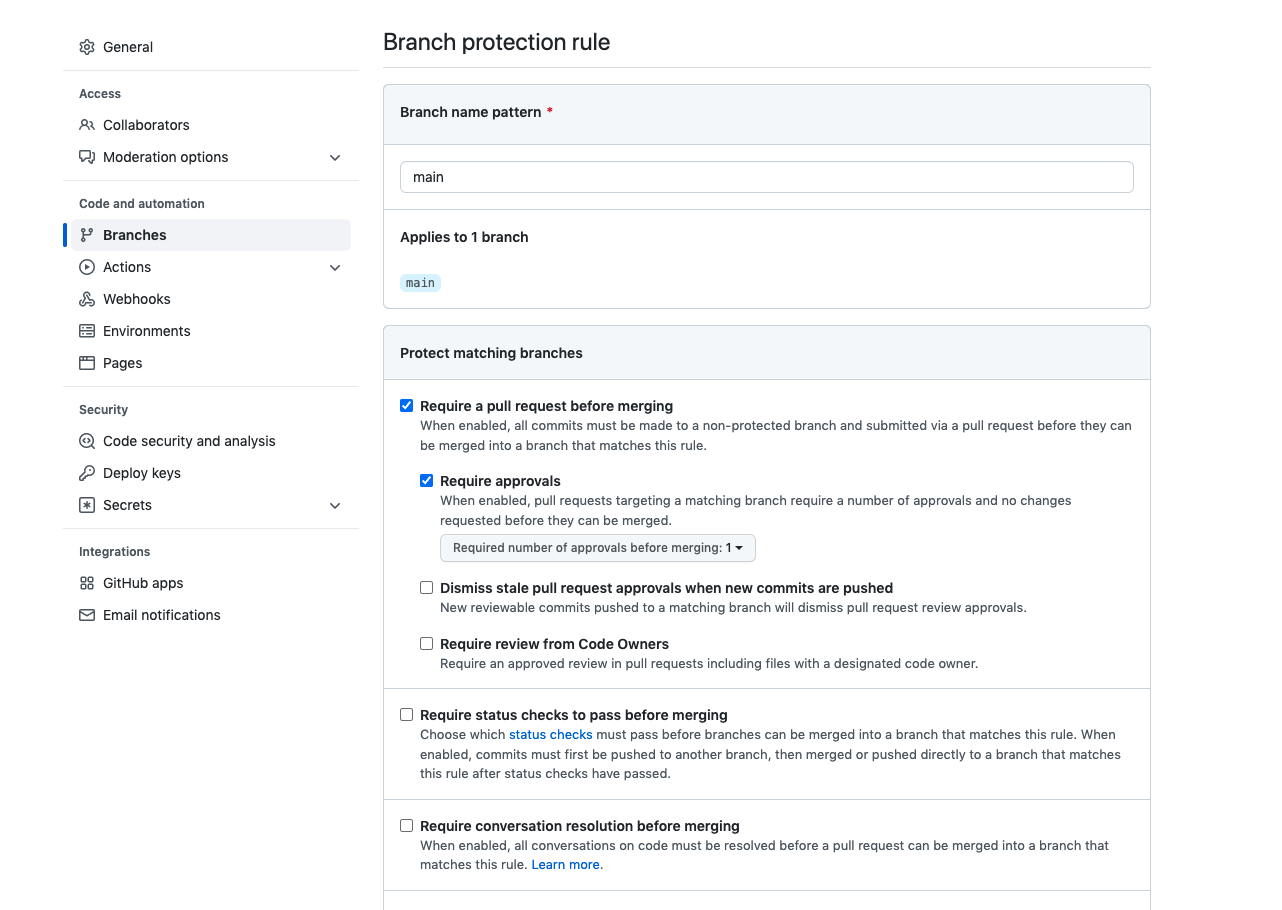 General
Access
Collaborators
Moderation options
Code and automation
Branches
Actions
Webhooks
Environments
Pages
Security
Code security and analysis
Deploy keys
Secrets
Integrations
GitHub apps
Email notifications
Branch protection rule
Branch name pattern *
main
Applies to 1 branch
main
Protect matching branches
Require a pull request before merging
When enabled, all commits must be made to a non-protected branch and submitted via a pull request before they can
be merged into a branch that matches this rule.
Require approvals
When enabled, pull requests targeting a matching branch require a number of approvals and no changes
requested before they can be merged.
Required number of approvals before merging: 1
Dismiss stale pull request approvals when new commits are pushed
New reviewable commits pushed to a matching branch will dismiss pull request review approvals.
Require review from Code Owners
Require an approved review in pull requests including files with a designated code owner.
Require status checks to pass before merging
Choose which status checks must pass before branches can be merged into a branch that matches this rule. When
enabled, commits must first be pushed to another branch, then merged or pushed directly to a branch that matches
this rule after status checks have passed.
Require conversation resolution before merging
When enabled, all conversations on code must be resolved before a pull request can be merged into a branch that
matches this rule. Learn more.